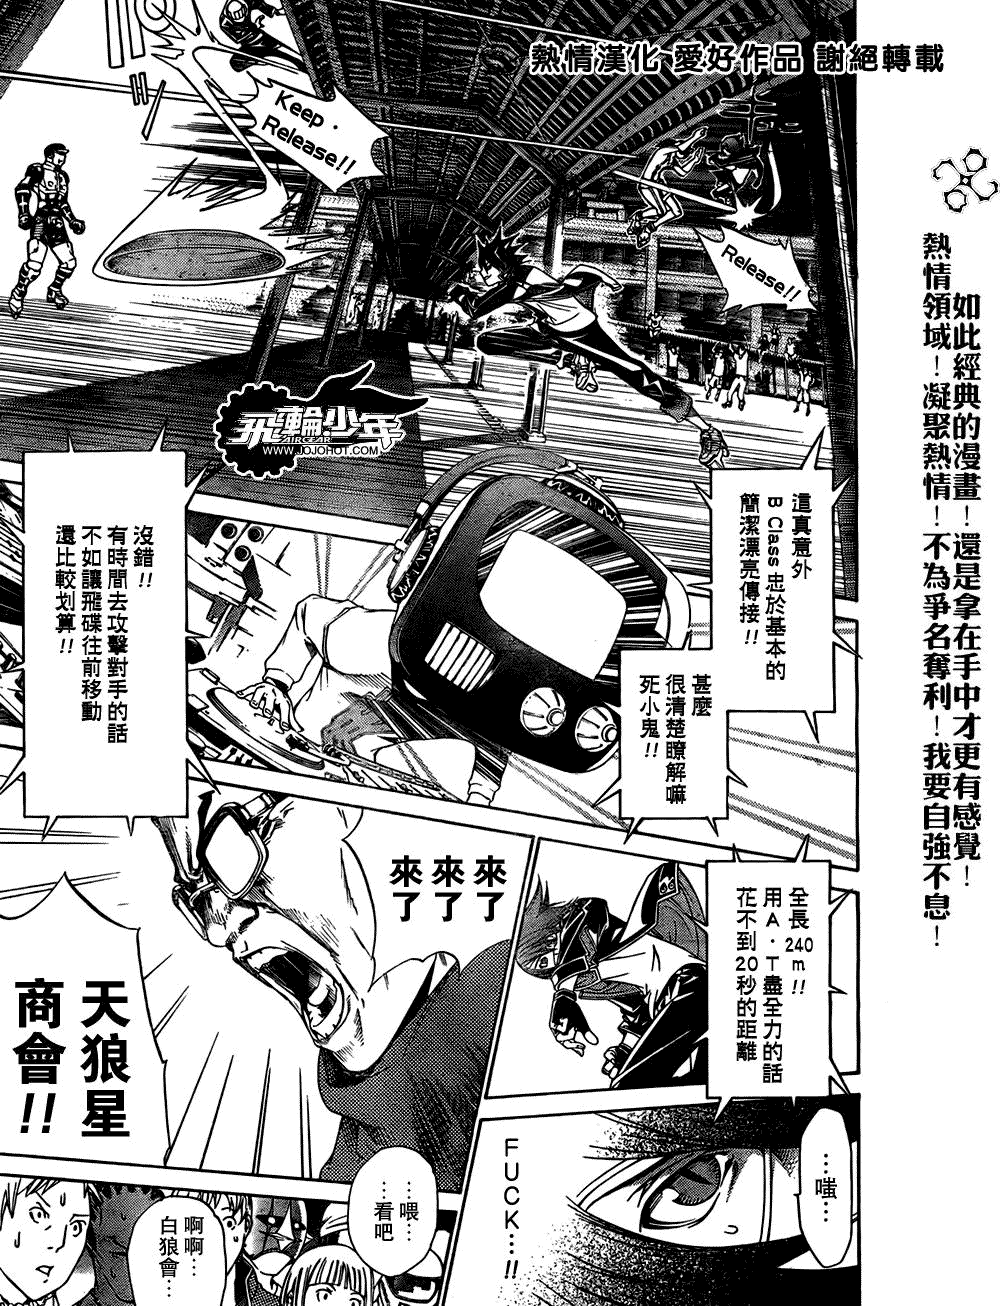 熱情漢化 愛好作品 謝絕轉載
如此經典的漫畫！還是拿在手中才更有感覺！
熱情領域！凝聚熱情！不為爭名奪利！我要自強不息！
Release!!
Keep・
Release!!
飛輪少年
AIRGEAR
WWW.JOJOHOT.COM
這真意外
B Class 忠於基本的
簡潔漂亮傳接!!
甚麼
很清楚瞭解嘛
死小鬼!!
沒錯!!
有時間去攻擊對手的話
不如讓飛碟往前移動
還比較划算!!
全長240m!!
用A・T盡全力的話
花不到20秒的距離
來了
來了
來了
天狼星
商會!!
…嗤…
FUCK…!!
…喂…
…看吧
啊啊…
白狼會…